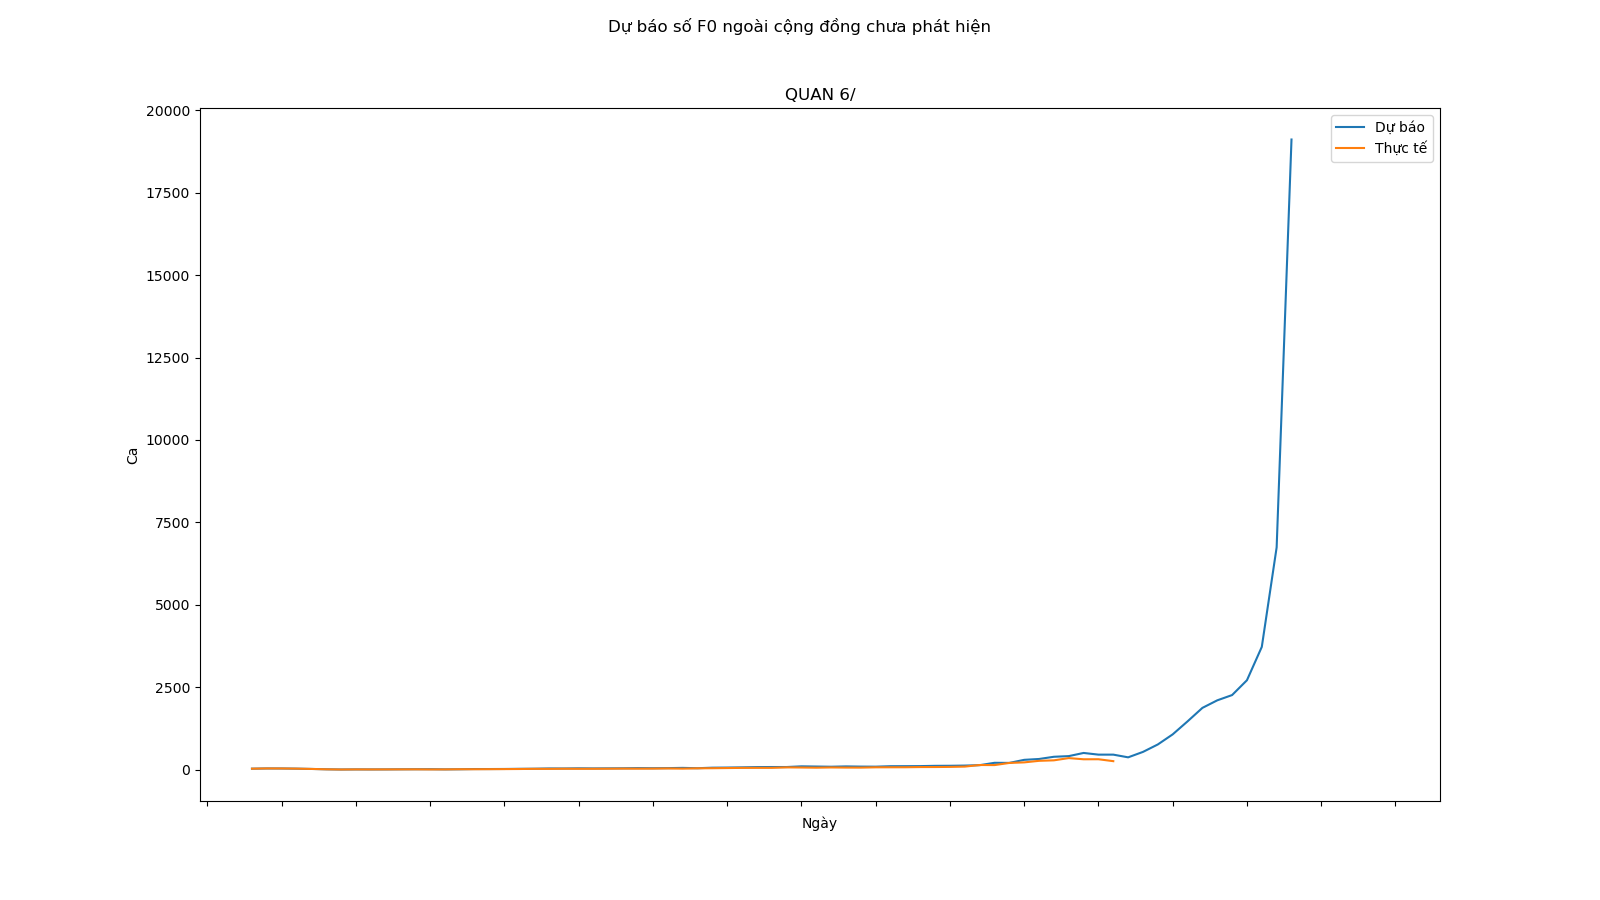 Dự báo số F0 ngoài cộng đồng chưa phát hiện
QUAN 6/
20000
17500
15000
12500
10000
7500
5000
2500
0
Ca
Ngày
Dự báo
Thực tế